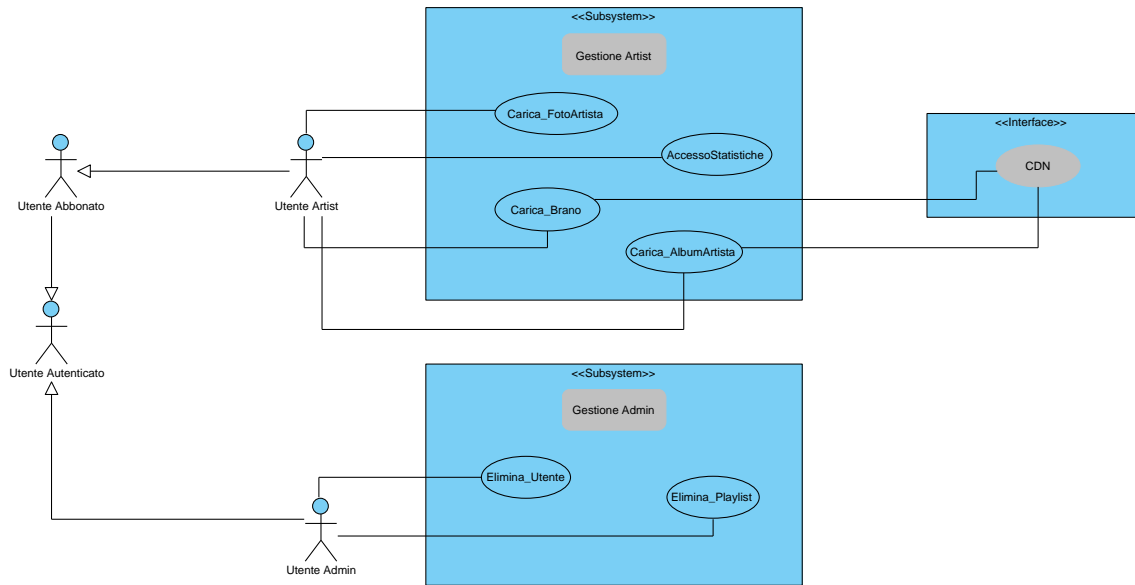 <<Subsystem>>
Gestione Artist
Carica_FotoArtista
AccessoStatistiche
Carica_Brano
Carica_AlbumArtista
<<Interface>>
CDN
Utente Abbonato
Utente Artist
Utente Autenticato
<<Subsystem>>
Gestione Admin
Elimina_Utente
Elimina_Playlist
Utente Admin